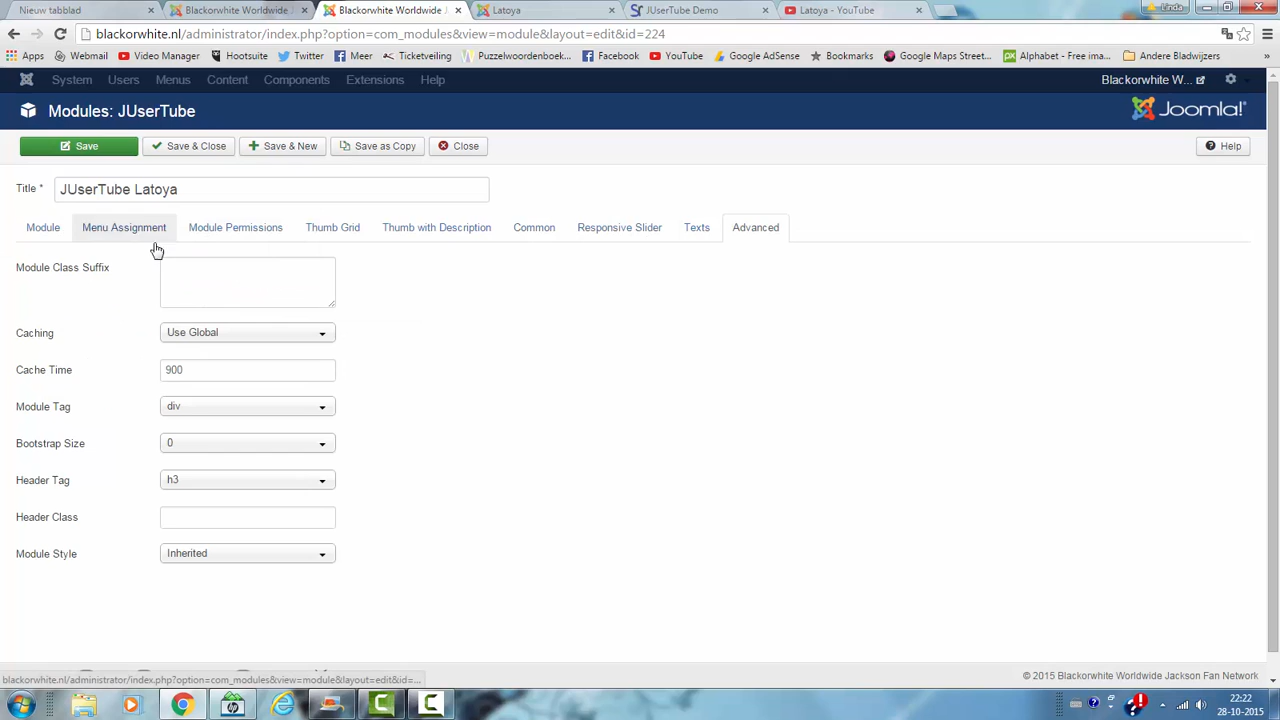 Nieuw tabblad
Blackorwhite Worldwide
Blackorwhite Worldwide J
Latoya
JUserTube Demo
Latoya - YouTube
Linda
blackorwhite.nl/administrator/index.php?option=com_modules&view=module&layout=edit&id=224
Apps Webmail Video Manager Hootsuite Meer Twitter Ticketveiling Puzzelwoordenboek... Facebook YouTube Google AdSense Bookmarks Google Maps Street... Alphabet - Free ima... Andere Bladwijzers »
System Users Menus Content Components Extensions Help Blackorwhite W...
Modules: JUserTube Joomla!®
Save Save & Close Save & New Save as Copy Close Help
Title * JUserTube Latoya
Module Menu Assignment Module Permissions Thumb Grid Thumb with Description Common Responsive Slider Texts Advanced
Module Class Suffix
Caching Use Global
Cache Time 900
Module Tag div
Bootstrap Size 0
Header Tag h3
Header Class
Module Style Inherited
blackorwhite.nl/administrator/index.php?option=com_modules&view=module&layout=edit&id=...
© 2015 Blackorwhite Worldwide Jackson Fan Network
22:22
28-10-2015